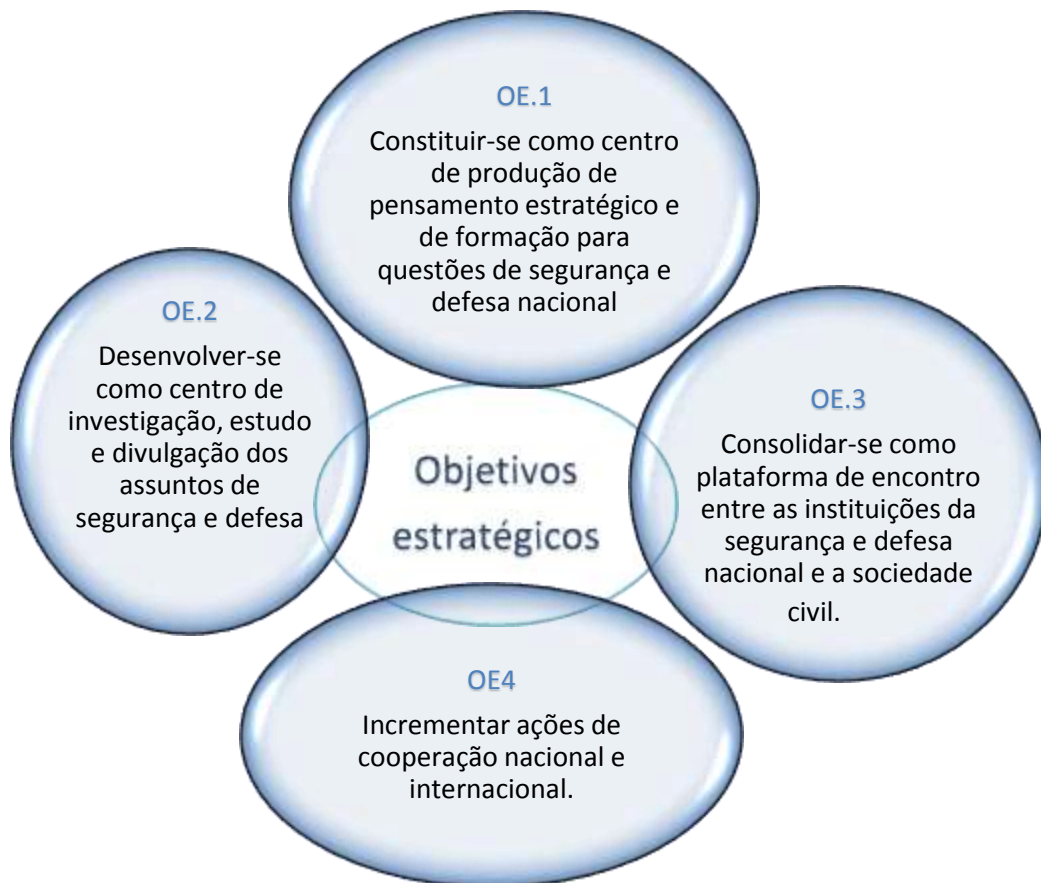 OE.1
Constituir-se como centro
de produção de
pensamento estratégico e
de formação para
questões de segurança e
defesa nacional
OE.2
Desenvolver-se
como centro de
investigação, estudo
e divulgação dos
assuntos de
segurança e defesa
OE.3
Consolidar-se como
plataforma de encontro
entre as instituições da
segurança e defesa
nacional e a sociedade
civil.
Objetivos
estratégicos
OE4
Incrementar ações de
cooperação nacional e
internacional.